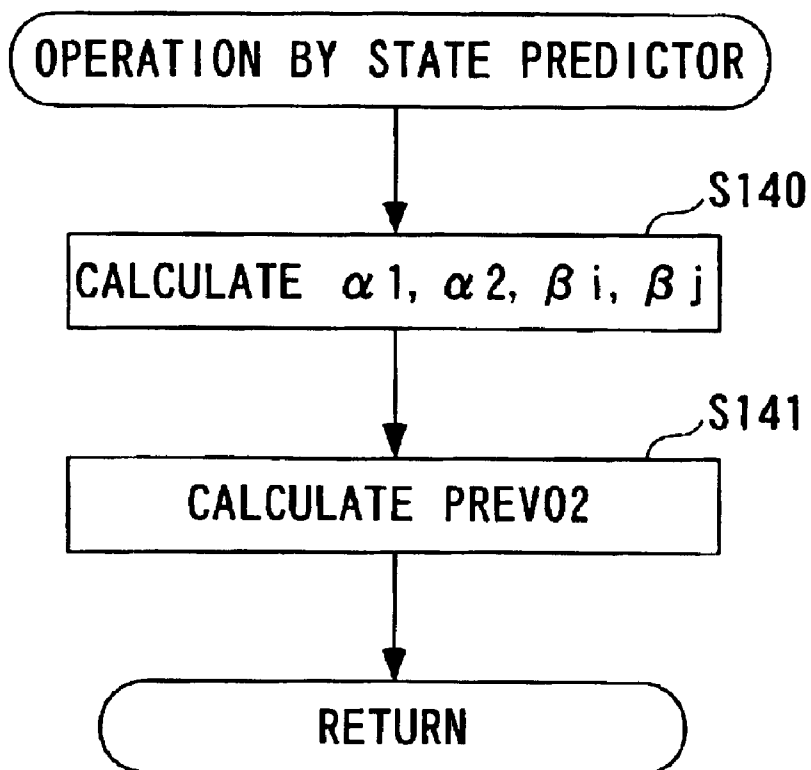 OPERATION BY STATE PREDICTOR
S140
CALCULATE α1, α2, βi, βj
S141
CALCULATE PREVO2
RETURN